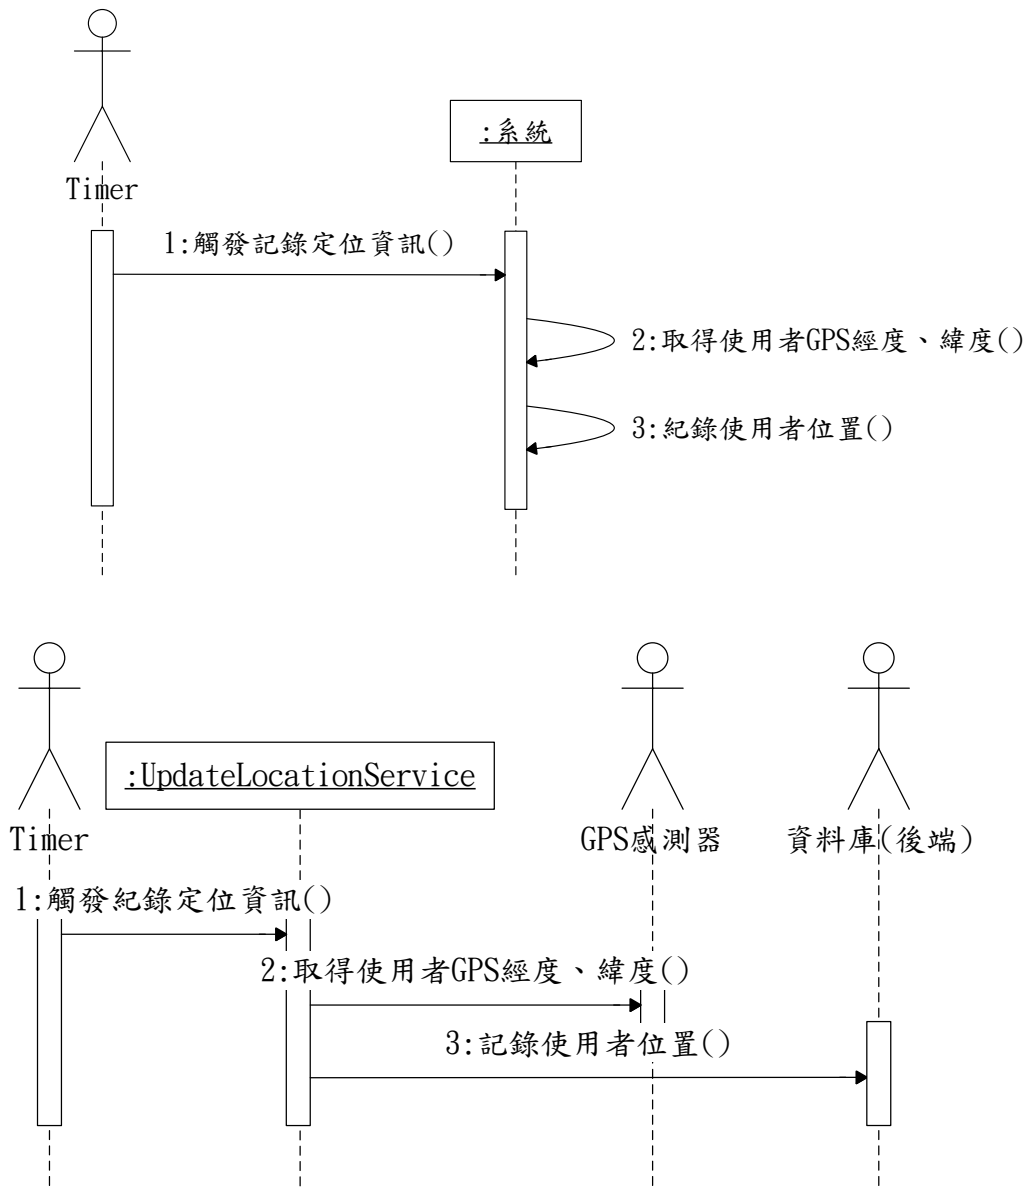 :系統
Timer
1:觸發記錄定位資訊()
2:取得使用者GPS經度、緯度()
3:紀錄使用者位置()
:UpdateLocationService
Timer
GPS感測器
資料庫(後端)
1:觸發紀錄定位資訊()
2:取得使用者GPS經度、緯度()
3:記錄使用者位置()